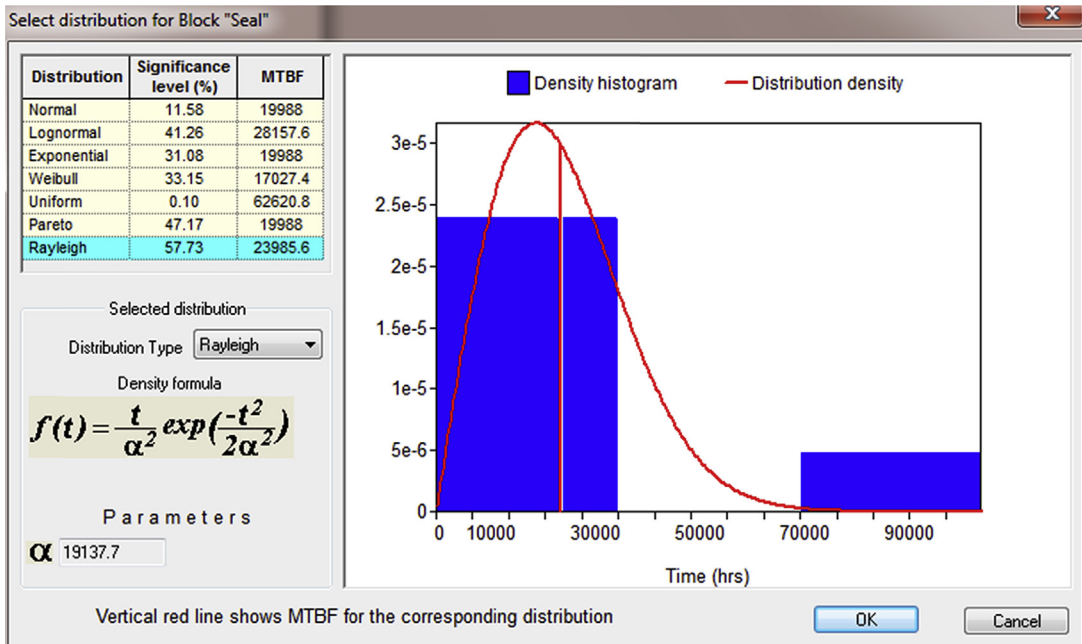 Select distribution for Block "Seal"
x
Distribution Significance level (%) MTBF
Normal 11.58 19988
Lognormal 41.26 28157.6
Exponential 31.08 19988
Weibull 33.15 17027.4
Uniform 0.10 62620.8
Pareto 47.17 19988
Rayleigh 57.73 23985.6
Selected distribution
Distribution Type Rayleigh
Density formula
f(t)=t/α² exp(-t²/2α²)
Parameters
α 19137.7
Density histogram Distribution density
3e-5
2.5e-5
2e-5
1.5e-5
1e-5
5e-6
0
0 10000 30000 50000 70000 90000
Time (hrs)
Vertical red line shows MTBF for the corresponding distribution
OK Cancel